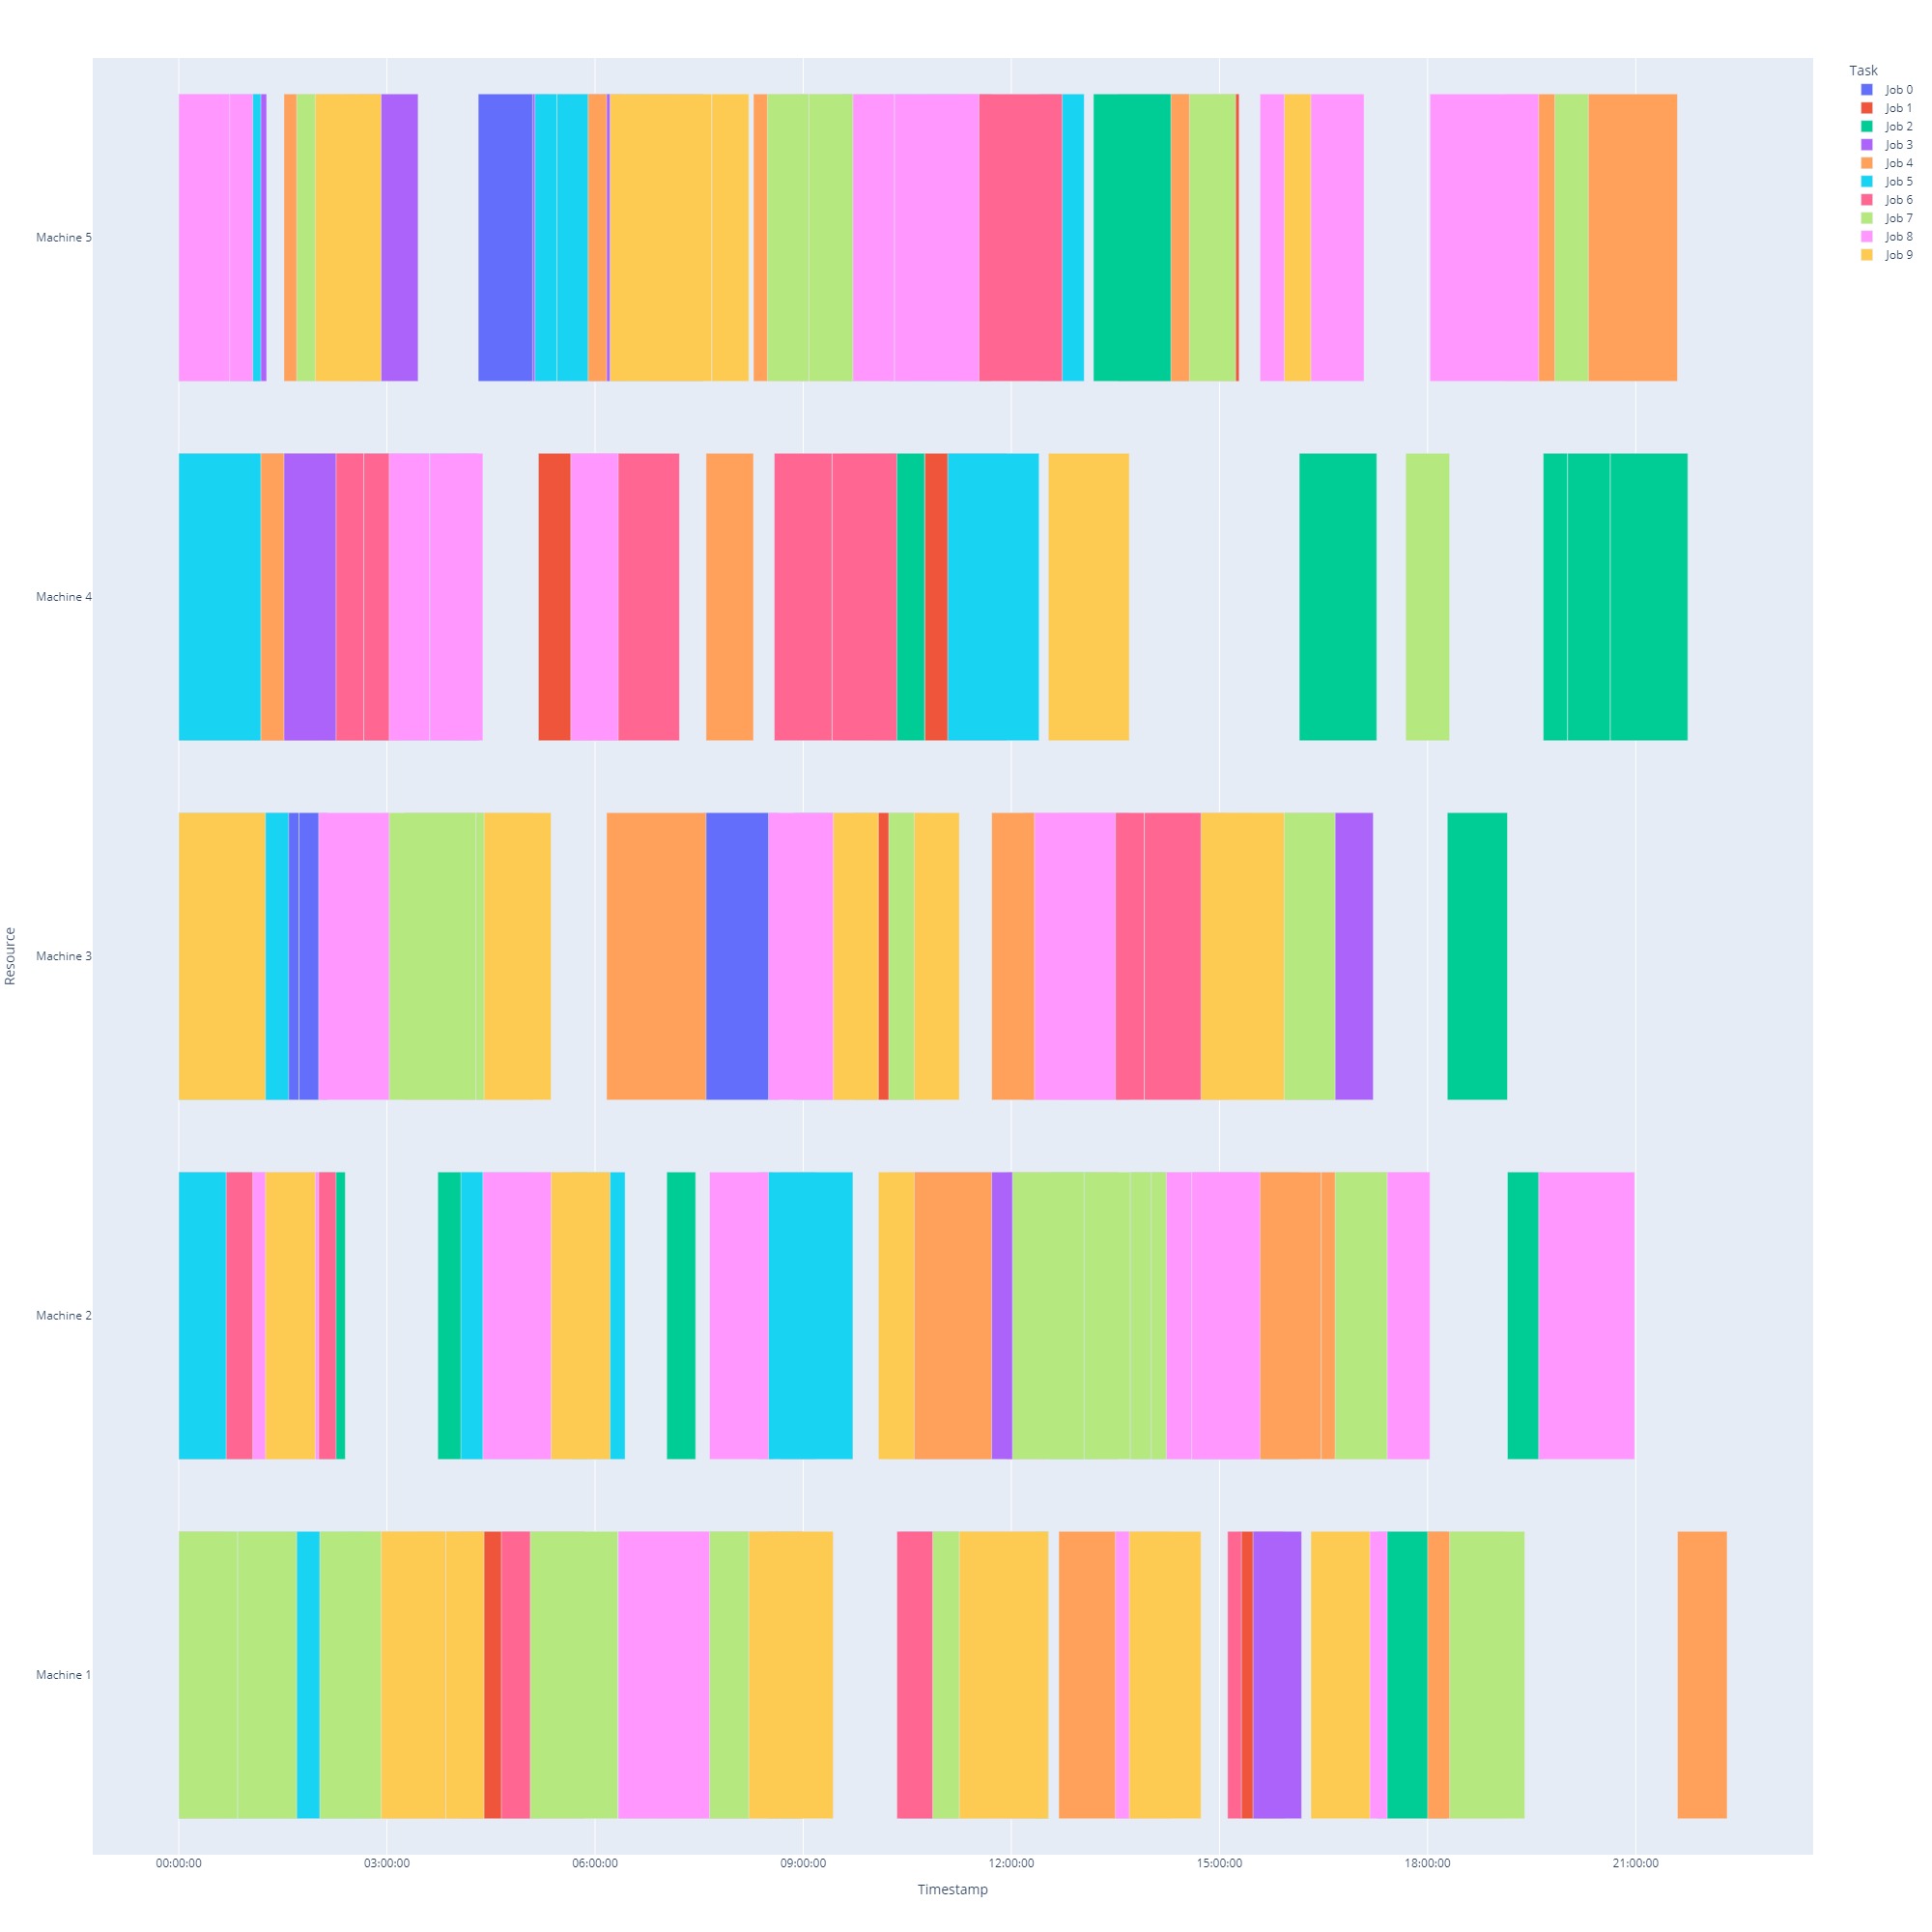 Task
Job 0
Job 1
Job 2
Job 3
Job 4
Job 5
Job 6
Job 7
Job 8
Job 9
Machine 5
Machine 4
Machine 3
Machine 2
Machine 1
Resource
00:00:00 03:00:00 06:00:00 09:00:00 12:00:00 15:00:00 18:00:00 21:00:00
Timestamp